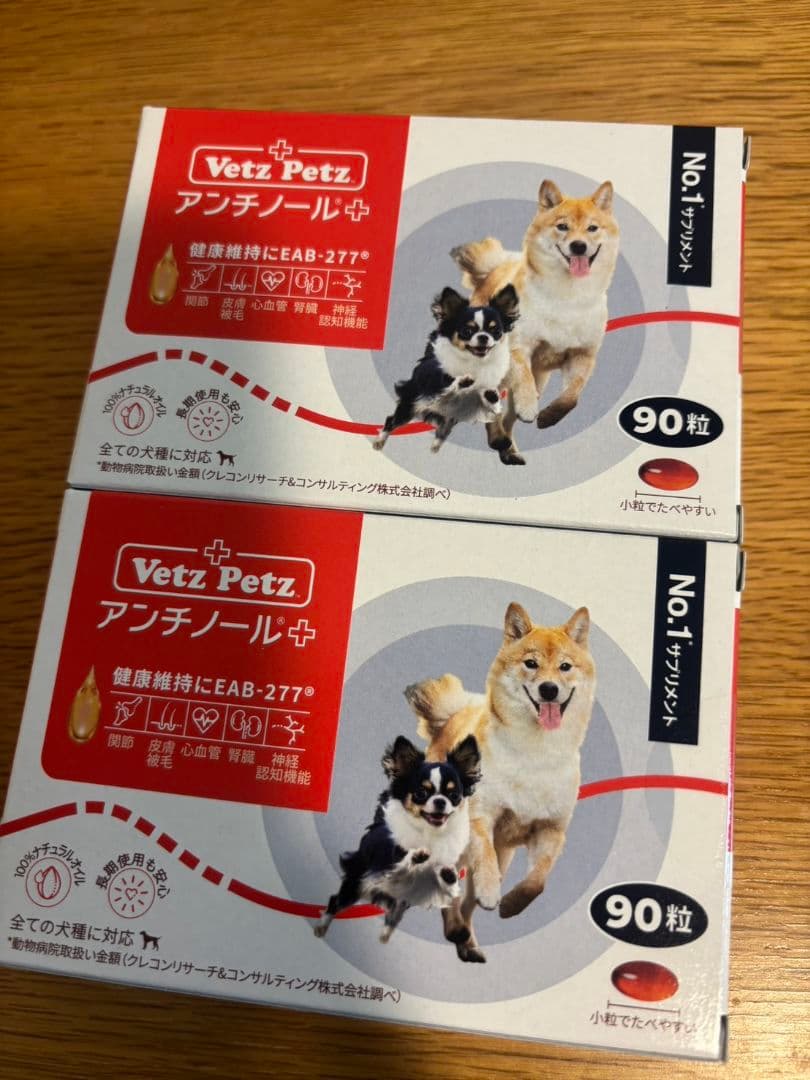 Vetz Petz™
アンチノール®+
No.1*サプリメント
健康維持にEAB-277®
関節
皮膚
被毛
心血管
腎臓
神経
認知機能
100%ナチュラルオイル
長期使用も安心
90粒
全ての犬種に対応
*動物病院取扱い金額(クレコンリサーチ&コンサルティング株式会社調べ)
小粒でたべやすい
Vetz Petz™
アンチノール®+
No.1*サプリメント
健康維持にEAB-277®
関節
皮膚
被毛
心血管
腎臓
神経
認知機能
100%ナチュラルオイル
長期使用も安心
90粒
全ての犬種に対応
*動物病院取扱い金額(クレコンリサーチ&コンサルティング株式会社調べ)
小粒でたべやすい